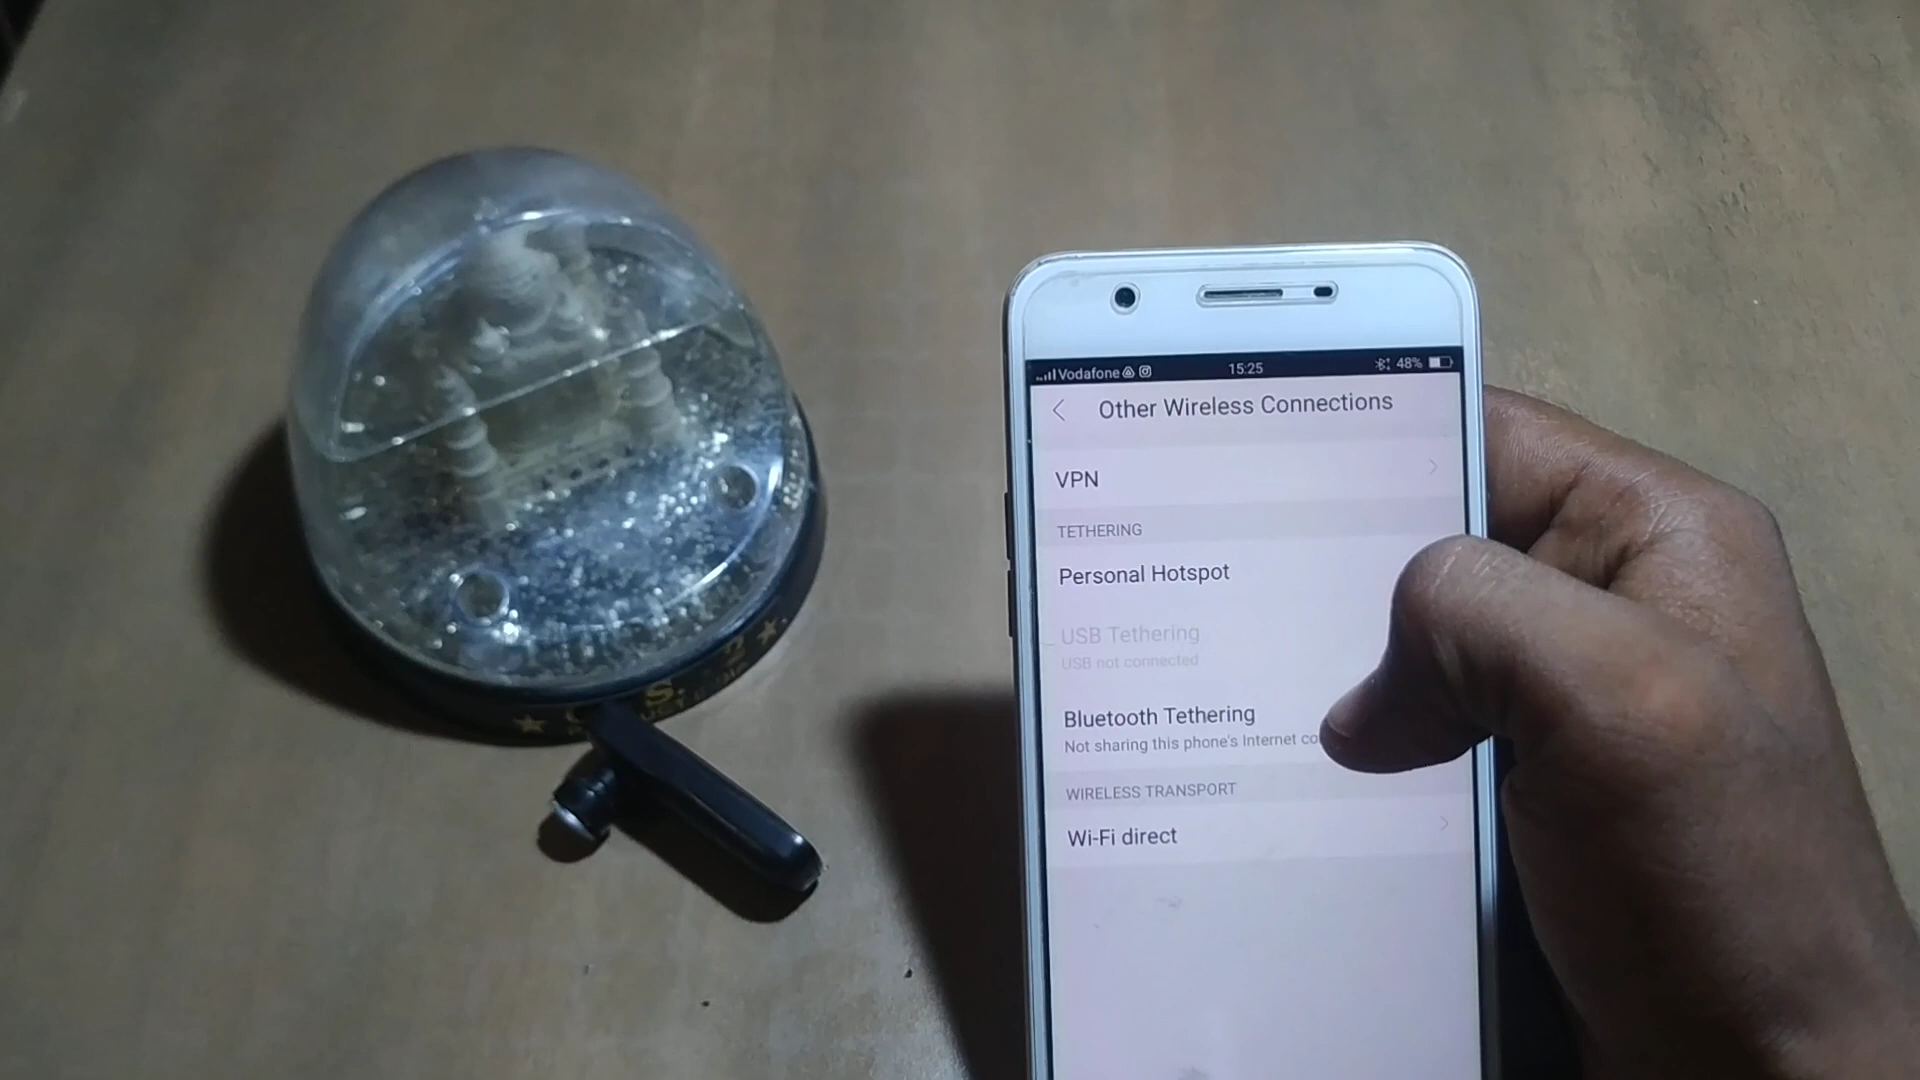 Vodafone 15:25 48%
Other Wireless Connections
VPN
TETHERING
Personal Hotspot
USB Tethering
USB not connected
Bluetooth Tethering
Not sharing this phone's Internet co
WIRELESS TRANSPORT
Wi-Fi direct